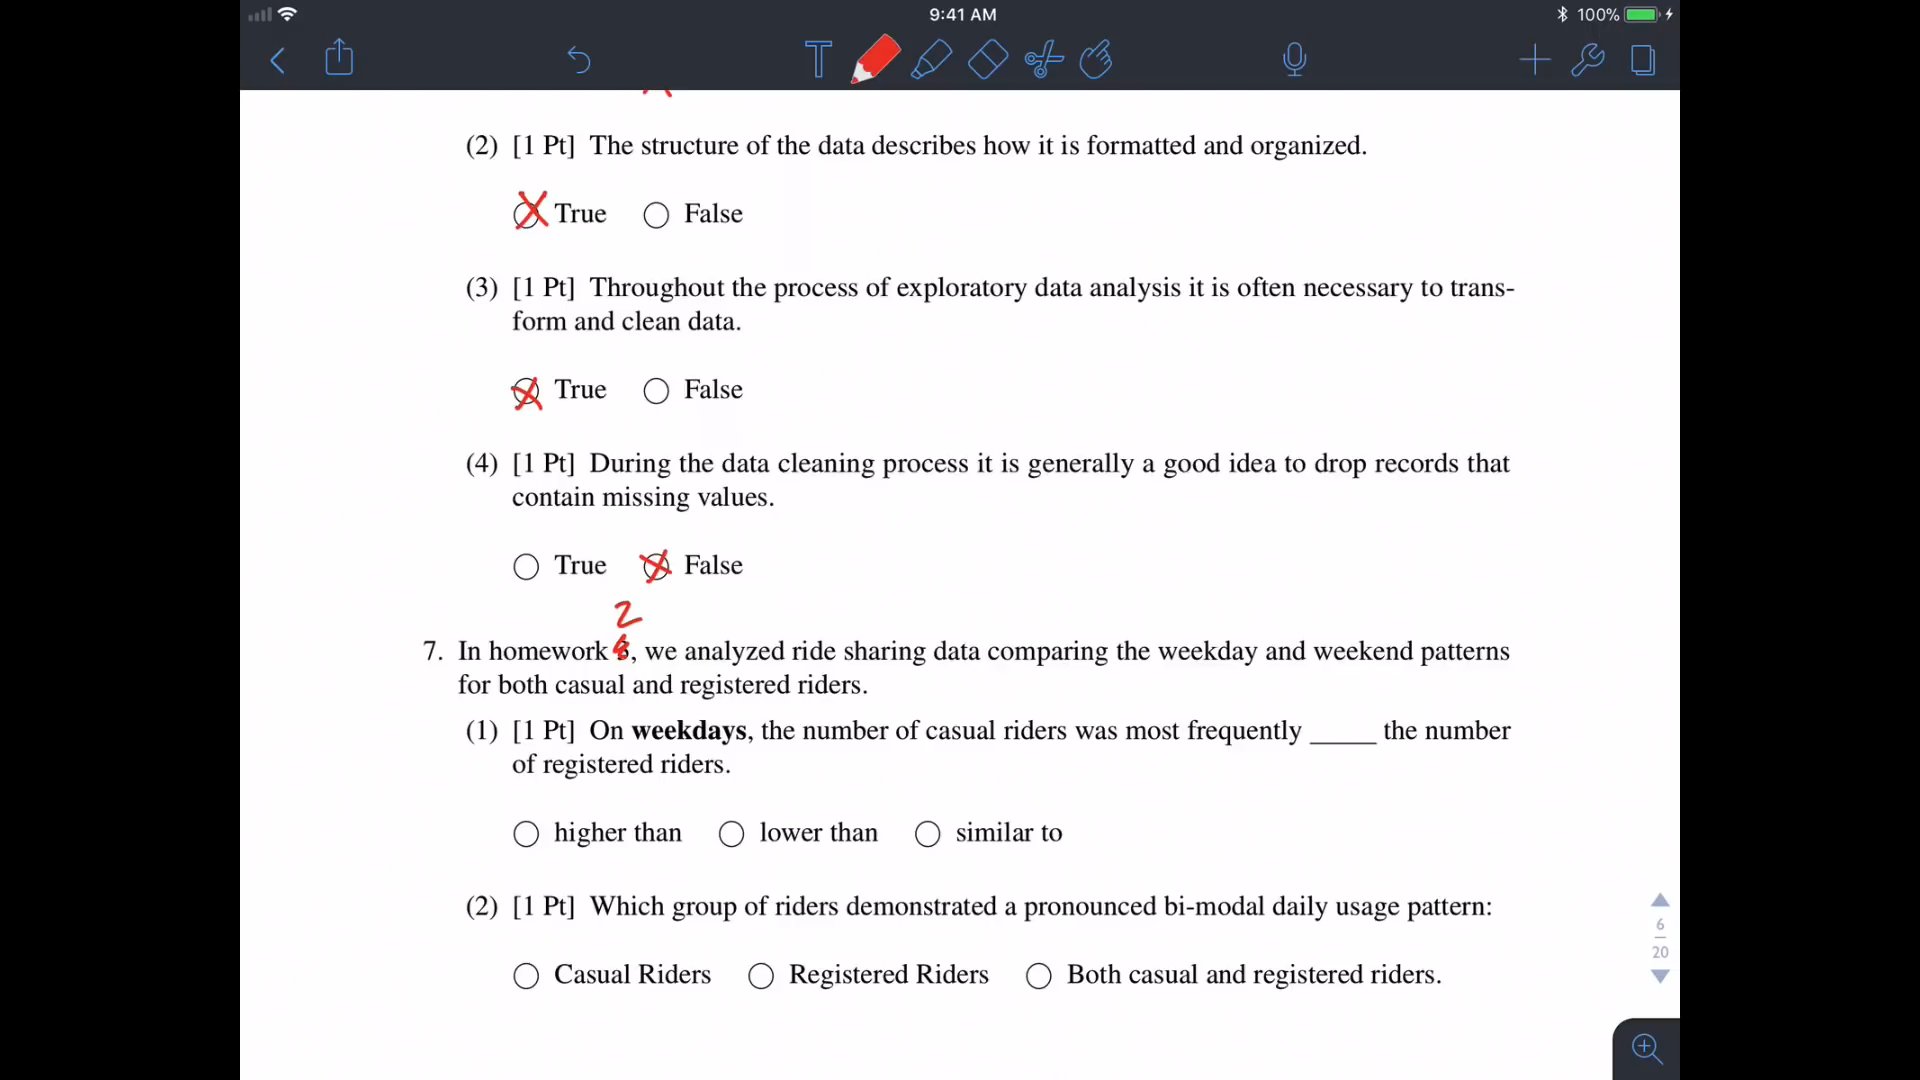 9:41 AM
100%
(2) [1 Pt] The structure of the data describes how it is formatted and organized.
True False
(3) [1 Pt] Throughout the process of exploratory data analysis it is often necessary to trans-
form and clean data.
True False
(4) [1 Pt] During the data cleaning process it is generally a good idea to drop records that
contain missing values.
True False
2
7. In homework 3, we analyzed ride sharing data comparing the weekday and weekend patterns
for both casual and registered riders.
(1) [1 Pt] On weekdays, the number of casual riders was most frequently _____ the number
of registered riders.
higher than lower than similar to
(2) [1 Pt] Which group of riders demonstrated a pronounced bi-modal daily usage pattern:
Casual Riders Registered Riders Both casual and registered riders.
6
20